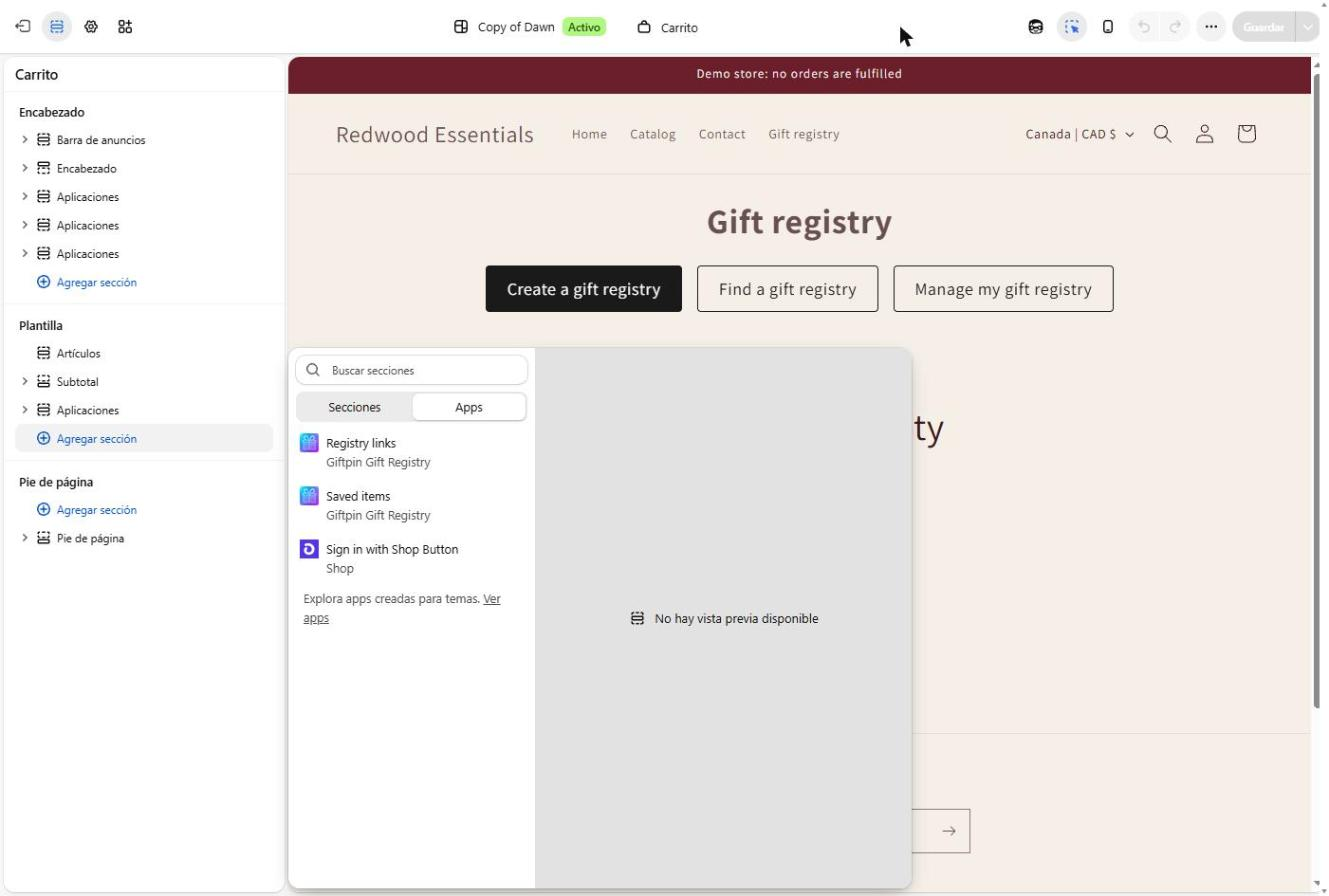 Copy of Dawn Activo Carrito Guardar
Carrito
Encabezado
Barra de anuncios
Encabezado
Aplicaciones
Aplicaciones
Aplicaciones
Agregar sección
Plantilla
Artículos
Subtotal
Aplicaciones
Agregar sección
Pie de página
Agregar sección
Pie de página
Demo store: no orders are fulfilled
Redwood Essentials Home Catalog Contact Gift registry Canada | CAD $
Gift registry
Create a gift registry Find a gift registry Manage my gift registry
ty
Buscar secciones
Secciones Apps
Registry links
Giftpin Gift Registry
Saved items
Giftpin Gift Registry
Sign in with Shop Button
Shop
Explora apps creadas para temas. Ver
apps
No hay vista previa disponible